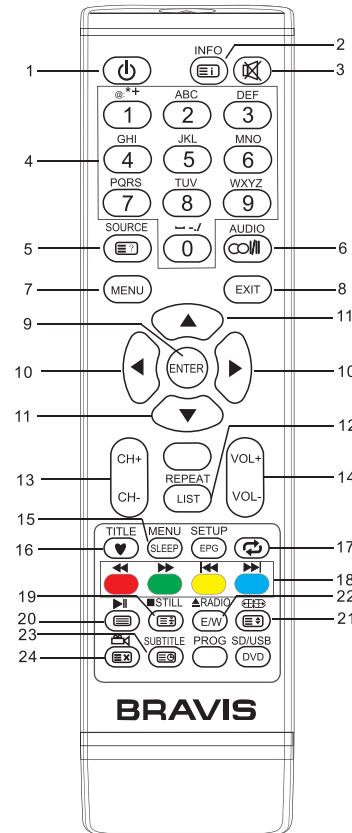 INFO 2
1 3
@:*+ ABC DEF
1 2 3
GHI JKL MNO
4 4 5 6
PQRS TUV WXYZ
7 8 9
SOURCE ⎵-./ AUDIO
5 ? 0 6
7 MENU EXIT 8
9 11
10 ENTER 10
11
12
13 CH+ VOL+ 14
REPEAT
CH- LIST VOL-
15
TITLE MENU SETUP
16 SLEEP EPG 17
18
19 STILL RADIO 22
20 E/W 21
23 SUBTITLE PROG SD/USB
24 DVD
BRAVIS